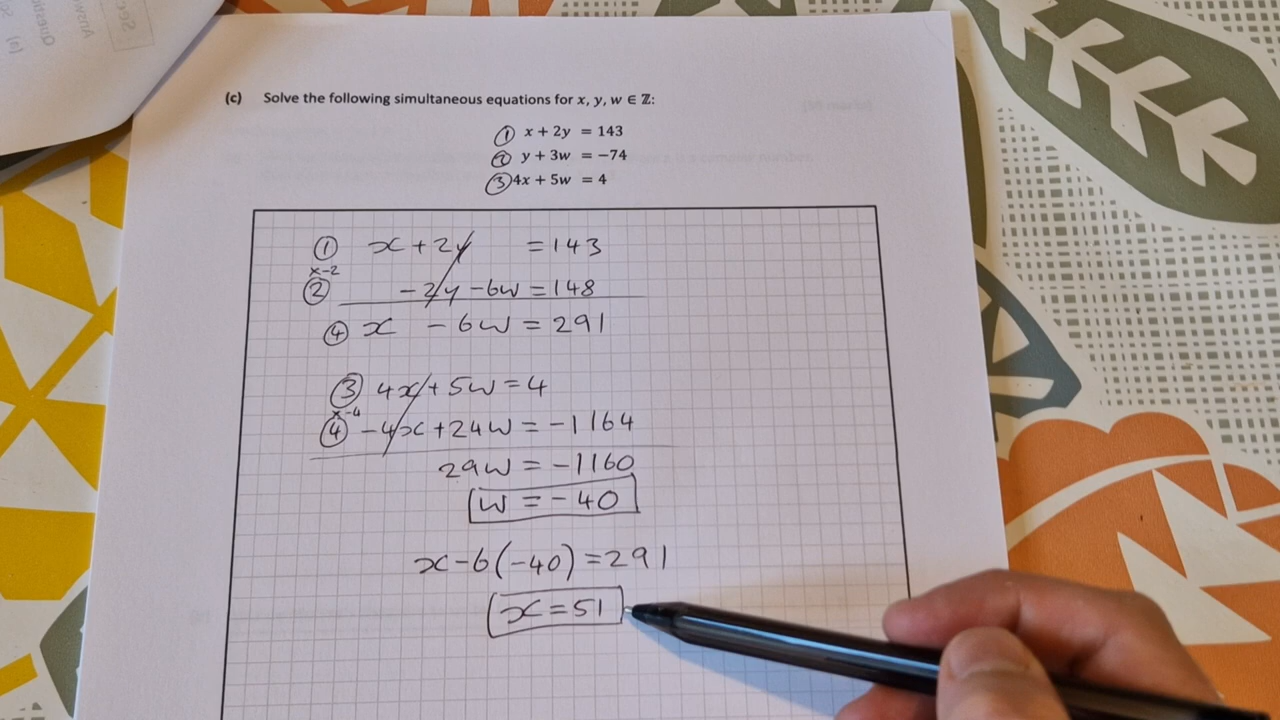 (c) Solve the following simultaneous equations for x, y, w ∈ ℤ:
① x + 2y = 143
② y + 3w = −74
③ 4x + 5w = 4
① x + 2y = 143
x-2
② - 2y - 6w = 148
④ x - 6w = 291
③ 4x + 5w = 4
x-4
④ -4x + 24w = -1164
29w = -1160
w = -40
x - 6(-40) = 291
x = 51